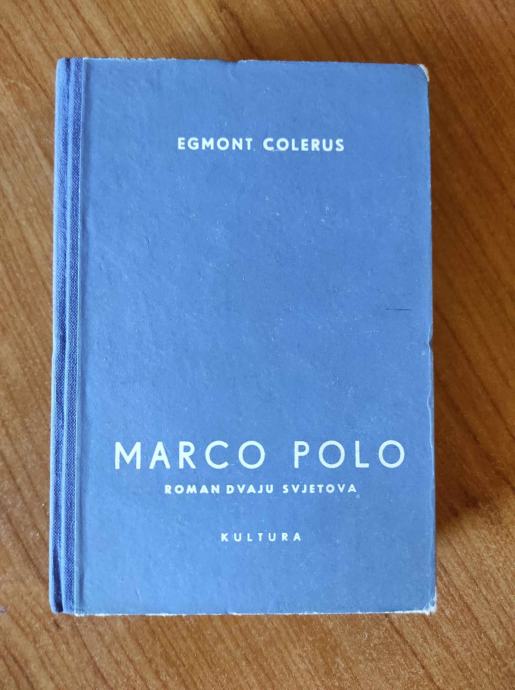 EGMONT COLERUS
MARCO POLO
ROMAN DVAJU SVJETOVA
KULTURA